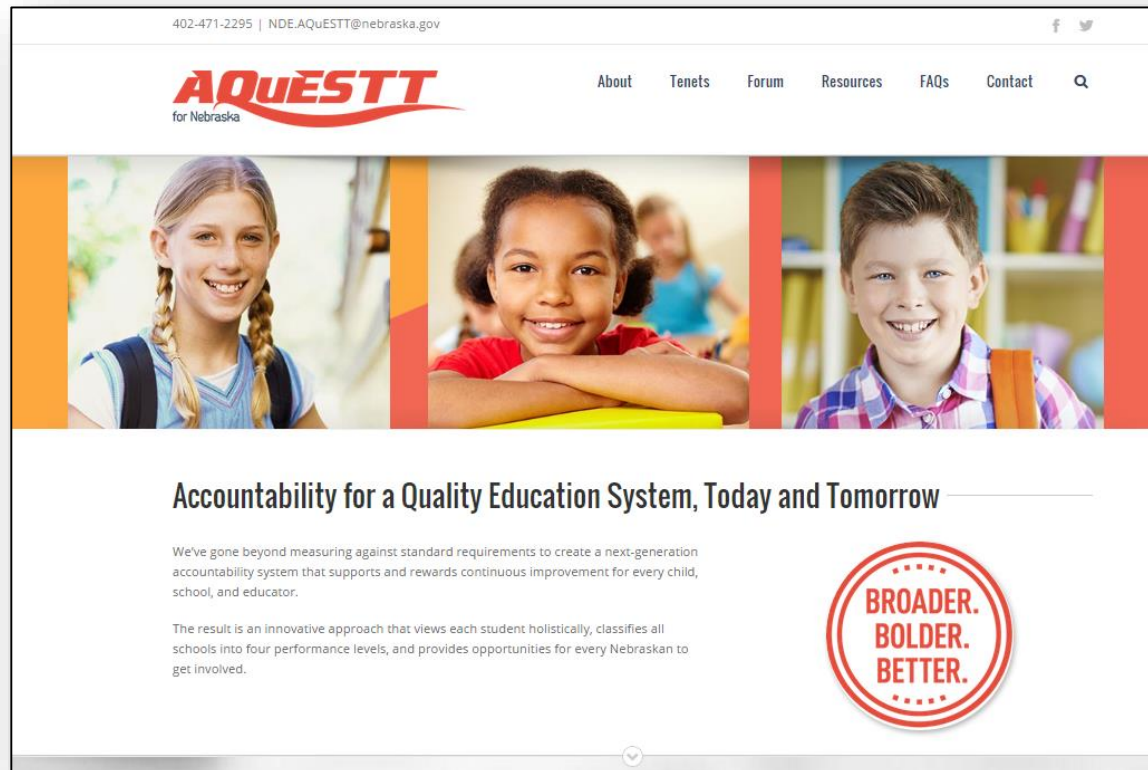 402-471-2295 | NDE.AQuESTT@nebraska.gov
AQuESTT
for Nebraska
About Tenets Forum Resources FAQs Contact
Accountability for a Quality Education System, Today and Tomorrow
We've gone beyond measuring against standard requirements to create a next-generation
accountability system that supports and rewards continuous improvement for every child,
school, and educator.
The result is an innovative approach that views each student holistically, classifies all
schools into four performance levels, and provides opportunities for every Nebraskan to
get involved.
BROADER.
BOLDER.
BETTER.